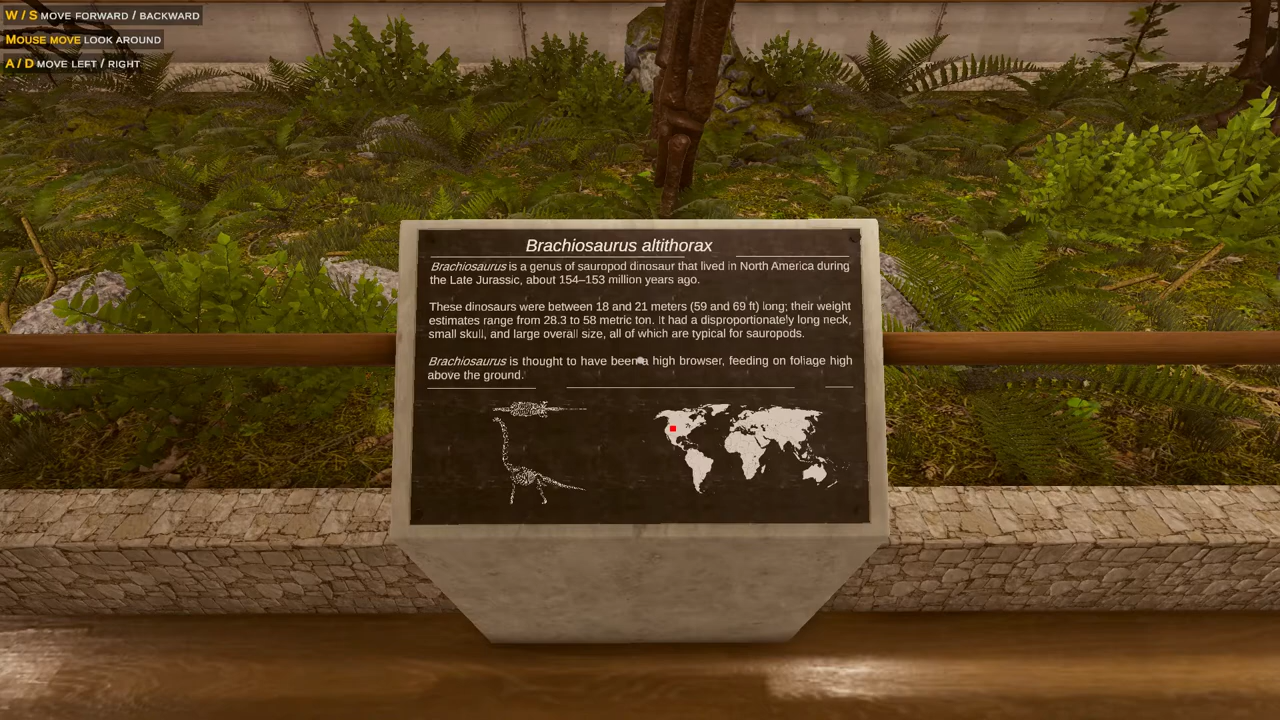 W / S MOVE FORWARD / BACKWARD
MOUSE MOVE LOOK AROUND
A / D MOVE LEFT / RIGHT
Brachiosaurus altithorax
Brachiosaurus is a genus of sauropod dinosaur that lived in North America during
the Late Jurassic, about 154–153 million years ago.
These dinosaurs were between 18 and 21 meters (59 and 69 ft) long; their weight
estimates range from 28.3 to 58 metric ton. It had a disproportionately long neck,
small skull, and large overall size, all of which are typical for sauropods.
Brachiosaurus is thought to have been a high browser, feeding on foliage high
above the ground.